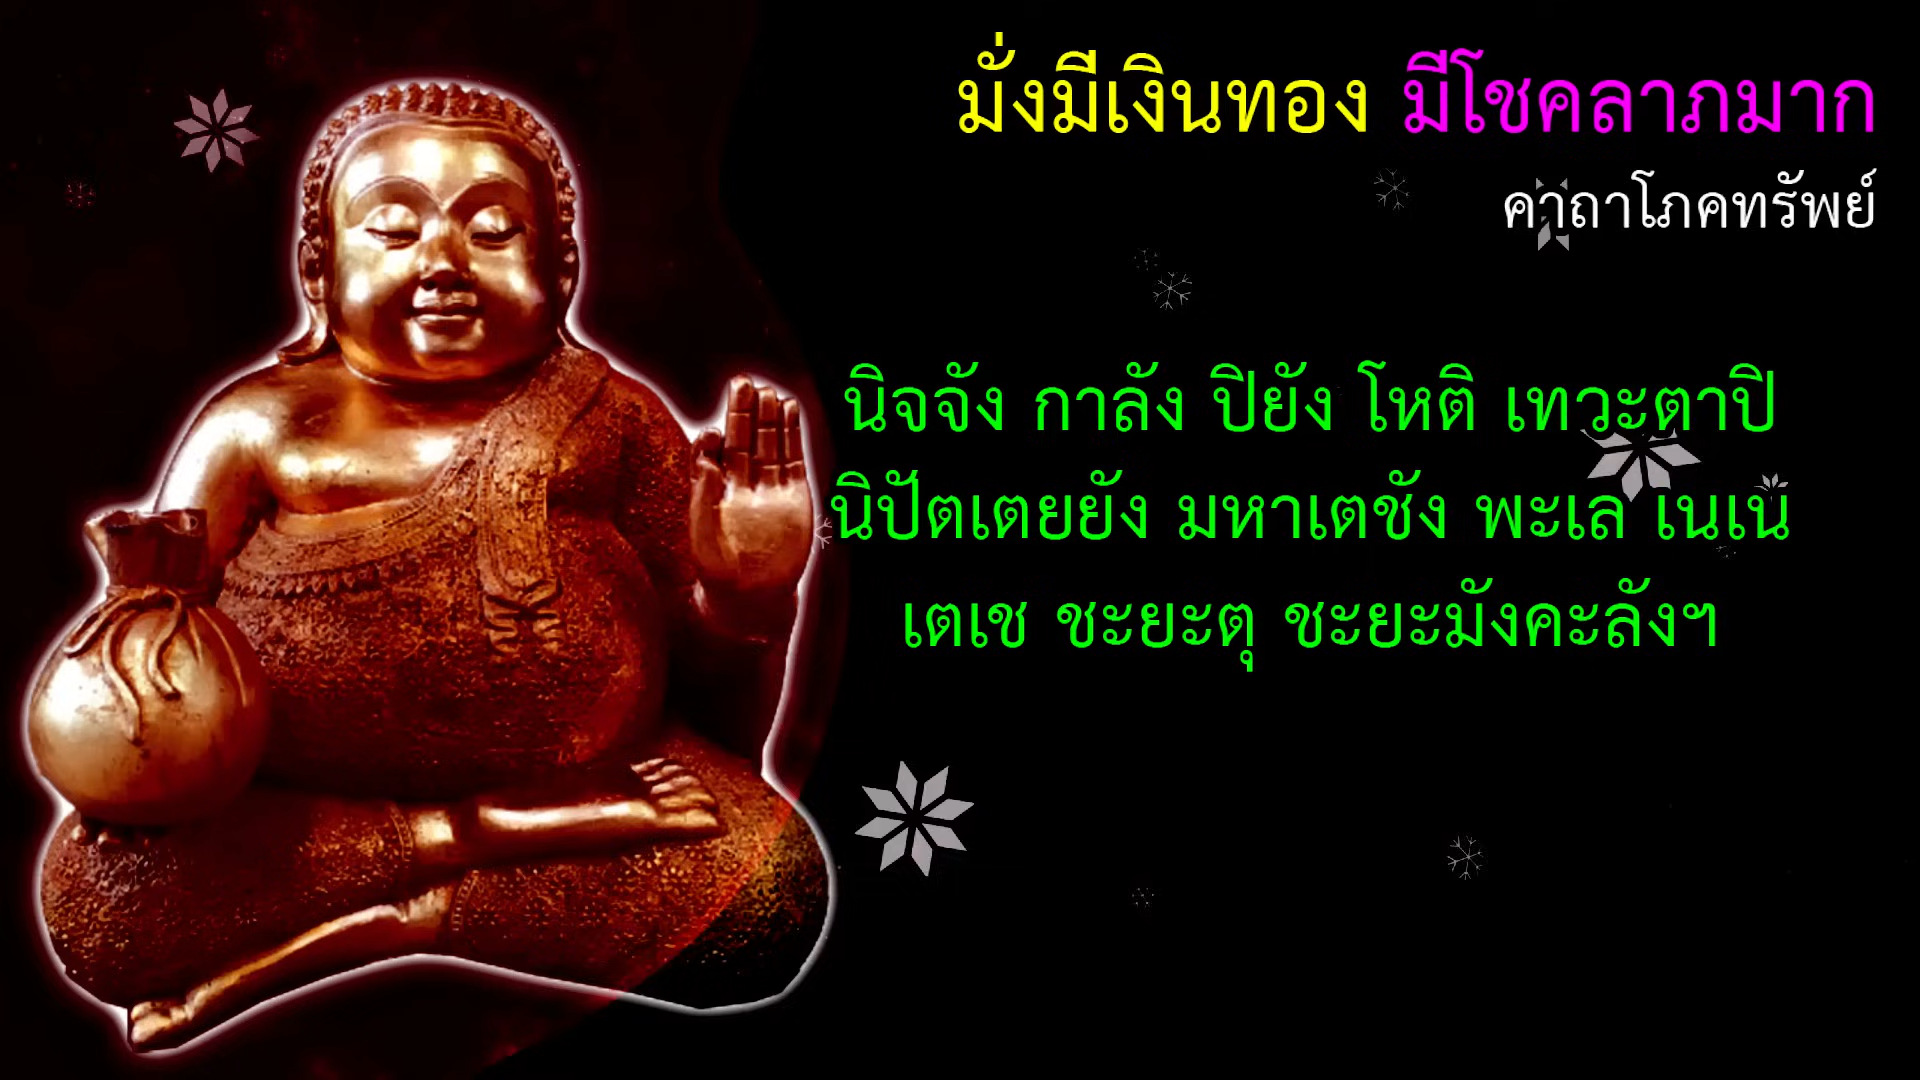 มั่งมีเงินทอง มีโชคลาภมาก
คาถาโภคทรัพย์
นิจจัง กาลัง ปิยัง โหติ เทวะตาปิ
นิปัตเตยยัง มหาเตชัง พะเล เนเน
เตเช ชะยะตุ ชะยะมังคะลังฯ